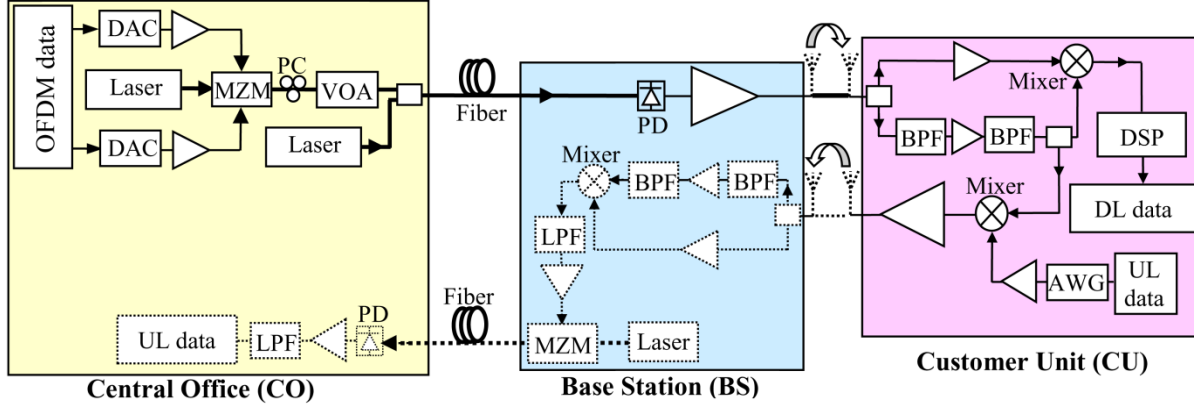 OFDM data
DAC
Laser
MZM
PC
VOA
Laser
DAC
UL data
LPF
PD
Central Office (CO)
Fiber
Fiber
PD
Mixer
BPF
BPF
LPF
MZM
Laser
Base Station (BS)
Mixer
BPF
BPF
DSP
DL data
Mixer
AWG
UL
data
Customer Unit (CU)